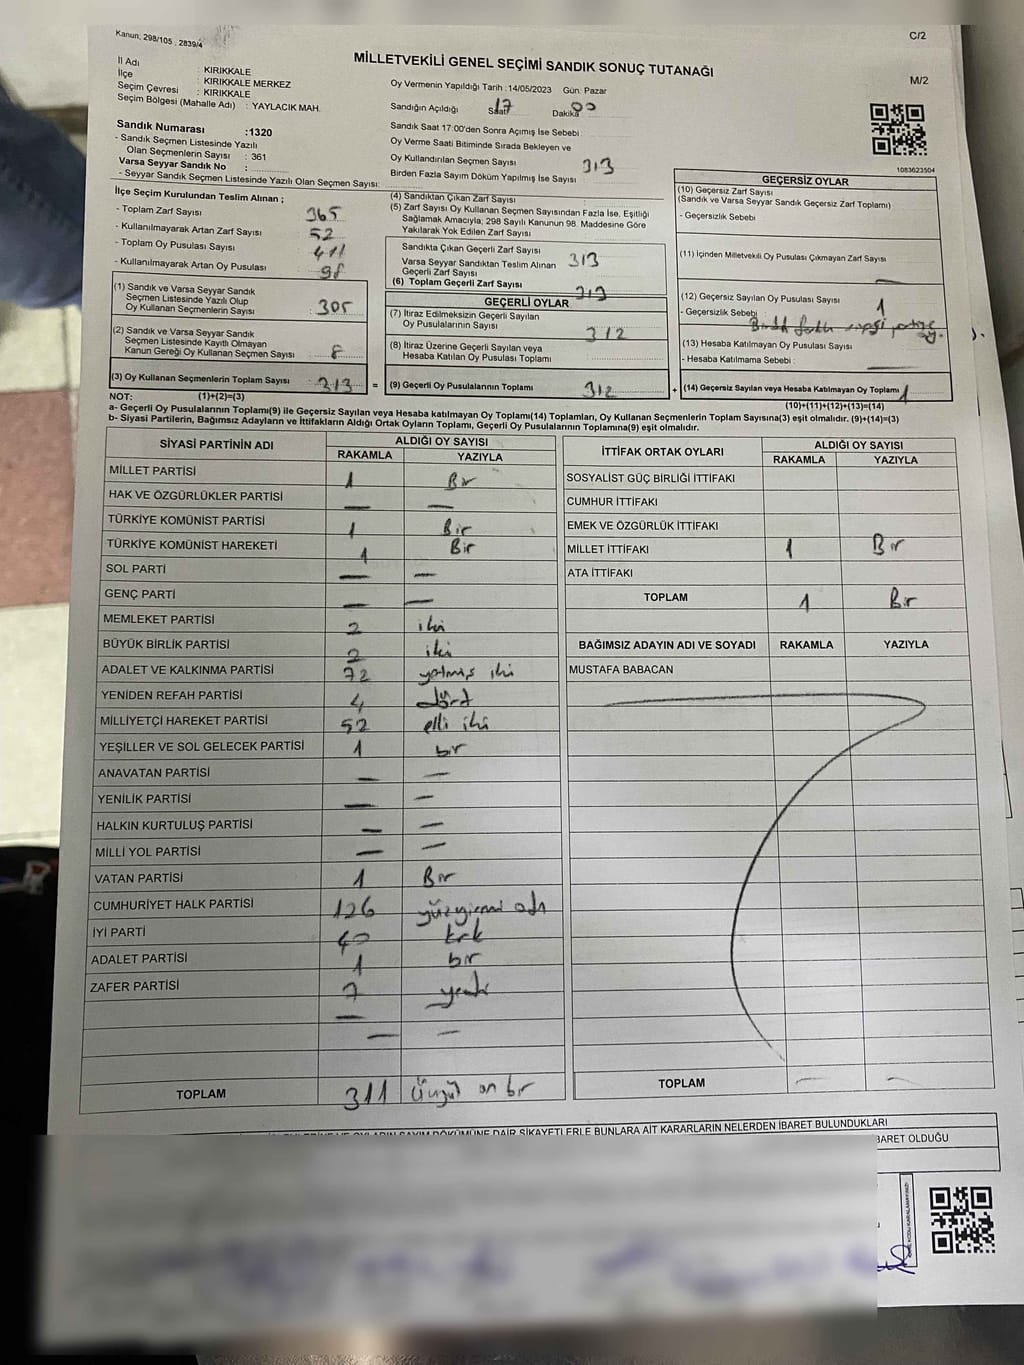 Kanun; 298/105 . 2839/4
C/2
MİLLETVEKİLİ GENEL SEÇİMİ SANDIK SONUÇ TUTANAĞI
M/2
İl Adı : KIRIKKALE
İlçe : KIRIKKALE MERKEZ
Seçim Çevresi : KIRIKKALE
Seçim Bölgesi (Mahalle Adı) : YAYLACIK MAH.
Sandık Numarası :1320
- Sandık Seçmen Listesinde Yazılı
Olan Seçmenlerin Sayısı : 361
Varsa Seyyar Sandık No :
- Seyyar Sandık Seçmen Listesinde Yazılı Olan Seçmen Sayısı:
Oy Vermenin Yapıldığı Tarih :14/05/2023 Gün: Pazar
Sandığın Açıldığı Saat 17 Dakika 00
Sandık Saat 17:00'den Sonra Açımış İse Sebebi
Oy Verme Saati Bitiminde Sırada Bekleyen ve
Oy Kullandırılan Seçmen Sayısı 313
Birden Fazla Sayım Döküm Yapılmış İse Sayısı
1083623504
İlçe Seçim Kurulundan Teslim Alınan ;
- Toplam Zarf Sayısı : 365
- Kullanılmayarak Artan Zarf Sayısı : 52
- Toplam Oy Pusulası Sayısı : 411
- Kullanılmayarak Artan Oy Pusulası : 98
(1) Sandık ve Varsa Seyyar Sandık
Seçmen Listesinde Yazılı Olup
Oy Kullanan Seçmenlerin Sayısı : 305
(2) Sandık ve Varsa Seyyar Sandık
Seçmen Listesinde Kayıtlı Olmayan
Kanun Gereği Oy Kullanan Seçmen Sayısı : 8
(3) Oy Kullanan Seçmenlerin Toplam Sayısı : 313 =
(4) Sandıktan Çıkan Zarf Sayısı :
(5) Zarf Sayısı Oy Kullanan Seçmen Sayısından Fazla İse, Eşitliği
Sağlamak Amacıyla; 298 Sayılı Kanunun 98. Maddesine Göre
Yakılarak Yok Edilen Zarf Sayısı
Sandıkta Çıkan Geçerli Zarf Sayısı
Varsa Seyyar Sandıktan Teslim Alınan 313
Geçerli Zarf Sayısı
(6) Toplam Geçerli Zarf Sayısı 313
GEÇERLİ OYLAR
(7) İtiraz Edilmeksizin Geçerli Sayılan
Oy Pusulalarının Sayısı 312
(8) İtiraz Üzerine Geçerli Sayılan veya
Hesaba Katılan Oy Pusulası Toplamı
(9) Geçerli Oy Pusulalarının Toplamı 312 +
GEÇERSİZ OYLAR
(10) Geçersiz Zarf Sayısı
(Sandık ve Varsa Seyyar Sandık Geçersiz Zarf Toplamı)
- Geçersizlik Sebebi
(11) İçinden Milletvekili Oy Pusulası Çıkmayan Zarf Sayısı
(12) Geçersiz Sayılan Oy Pusulası Sayısı 1
- Geçersizlik Sebebi
(13) Hesaba Katılmayan Oy Pusulası Sayısı
- Hesaba Katılmama Sebebi :
(14) Geçersiz Sayılan veya Hesaba Katılmayan Oy Toplamı 1
NOT: (1)+(2)=(3)
(10)+(11)+(12)+(13)=(14)
a- Geçerli Oy Pusulalarının Toplamı(9) ile Geçersiz Sayılan veya Hesaba katılmayan Oy Toplamı(14) Toplamları, Oy Kullanan Seçmenlerin Toplam Sayısına(3) eşit olmalıdır. (9)+(14)=(3)
b- Siyasi Partilerin, Bağımsız Adayların ve İttifakların Aldığı Ortak Oyların Toplamı, Geçerli Oy Pusulalarının Toplamına(9) eşit olmalıdır.
SİYASİ PARTİNİN ADI ALDIĞI OY SAYISI
RAKAMLA YAZIYLA
MİLLET PARTİSİ 1 Bir
HAK VE ÖZGÜRLÜKLER PARTİSİ — —
TÜRKİYE KOMÜNİST PARTİSİ 1 Bir
TÜRKİYE KOMÜNİST HAREKETİ 1 Bir
SOL PARTİ — —
GENÇ PARTİ — —
MEMLEKET PARTİSİ 2 iki
BÜYÜK BİRLİK PARTİSİ 2 iki
ADALET VE KALKINMA PARTİSİ 72 yetmiş iki
YENİDEN REFAH PARTİSİ 4 dört
MİLLİYETÇİ HAREKET PARTİSİ 52 elli iki
YEŞİLLER VE SOL GELECEK PARTİSİ 1 bir
ANAVATAN PARTİSİ — —
YENİLİK PARTİSİ — —
HALKIN KURTULUŞ PARTİSİ — —
MİLLİ YOL PARTİSİ — —
VATAN PARTİSİ 1 Bir
CUMHURİYET HALK PARTİSİ 126 yüzyirmi altı
İYİ PARTİ 40 kırk
ADALET PARTİSİ 1 bir
ZAFER PARTİSİ 7 yedi
— —
TOPLAM 311 Üçyüz on bir
İTTİFAK ORTAK OYLARI ALDIĞI OY SAYISI
RAKAMLA YAZIYLA
SOSYALİST GÜÇ BİRLİĞİ İTTİFAKI
CUMHUR İTTİFAKI
EMEK VE ÖZGÜRLÜK İTTİFAKI
MİLLET İTTİFAKI 1 Bir
ATA İTTİFAKI
TOPLAM 1 Bir
BAĞIMSIZ ADAYIN ADI VE SOYADI RAKAMLA YAZIYLA
MUSTAFA BABACAN
TOPLAM — —
SAYIM DÖKÜMÜNE DAİR ŞİKAYETLERLE BUNLARA AİT KARARLARIN NELERDEN İBARET BULUNDUKLARI
İBARET OLDUĞU